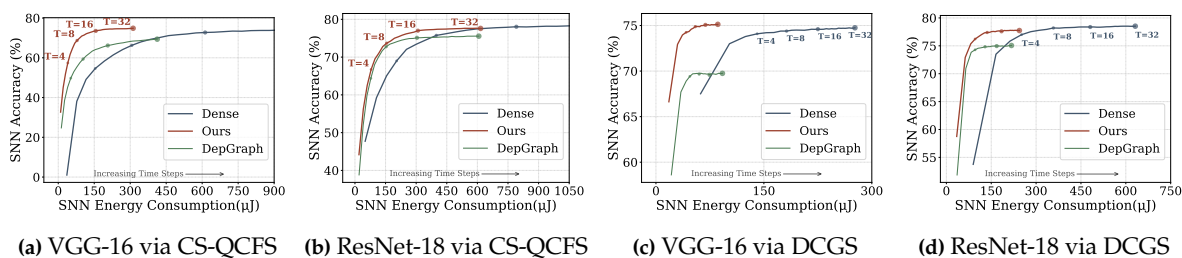 SNN Accuracy (%)
80
60
40
20
0
T=4
T=8
T=16
T=32
Dense
Ours
DepGraph
Increasing Time Steps
0 150 300 450 600 750 900
SNN Energy Consumption(μJ)
(a) VGG-16 via CS-QCFS
SNN Accuracy (%)
80
70
60
50
40
T=4
T=8
T=16
T=32
Dense
Ours
DepGraph
Increasing Time Steps
0 150 300 450 600 750 900 1050
SNN Energy Consumption(μJ)
(b) ResNet-18 via CS-QCFS
SNN Accuracy (%)
75
70
65
60
T=4
T=8
T=16
T=32
Dense
Ours
DepGraph
Increasing Time Steps
0 150 300
SNN Energy Consumption(μJ)
(c) VGG-16 via DCGS
SNN Accuracy (%)
80
75
70
65
60
55
T=4
T=8
T=16
T=32
Dense
Ours
DepGraph
Increasing Time Steps
0 150 300 450 600 750
SNN Energy Consumption(μJ)
(d) ResNet-18 via DCGS